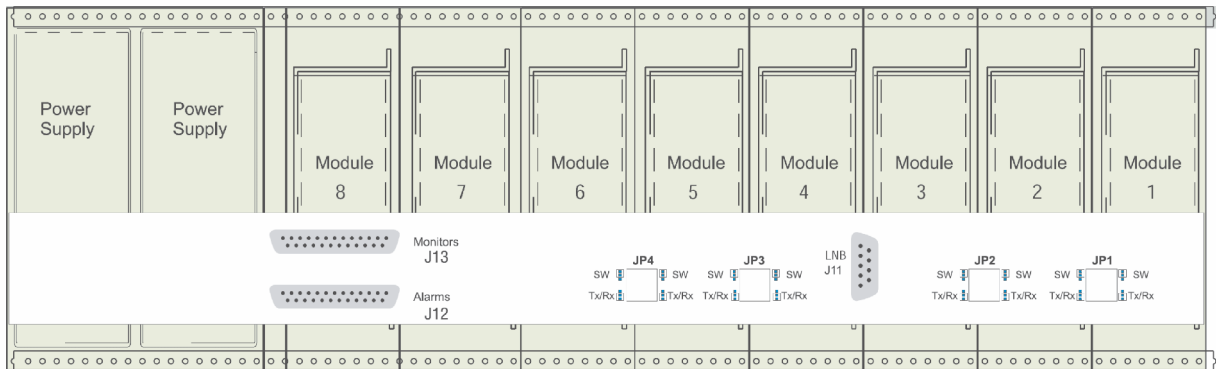 Power
Supply
Power
Supply
Module
8
Module
7
Module
6
Module
5
Module
4
Module
3
Module
2
Module
1
Monitors
J13
Alarms
J12
JP4
SW SW
Tx/Rx Tx/Rx
JP3
SW SW
Tx/Rx Tx/Rx
LNB
J11
JP2
SW SW
Tx/Rx Tx/Rx
JP1
SW SW
Tx/Rx Tx/Rx